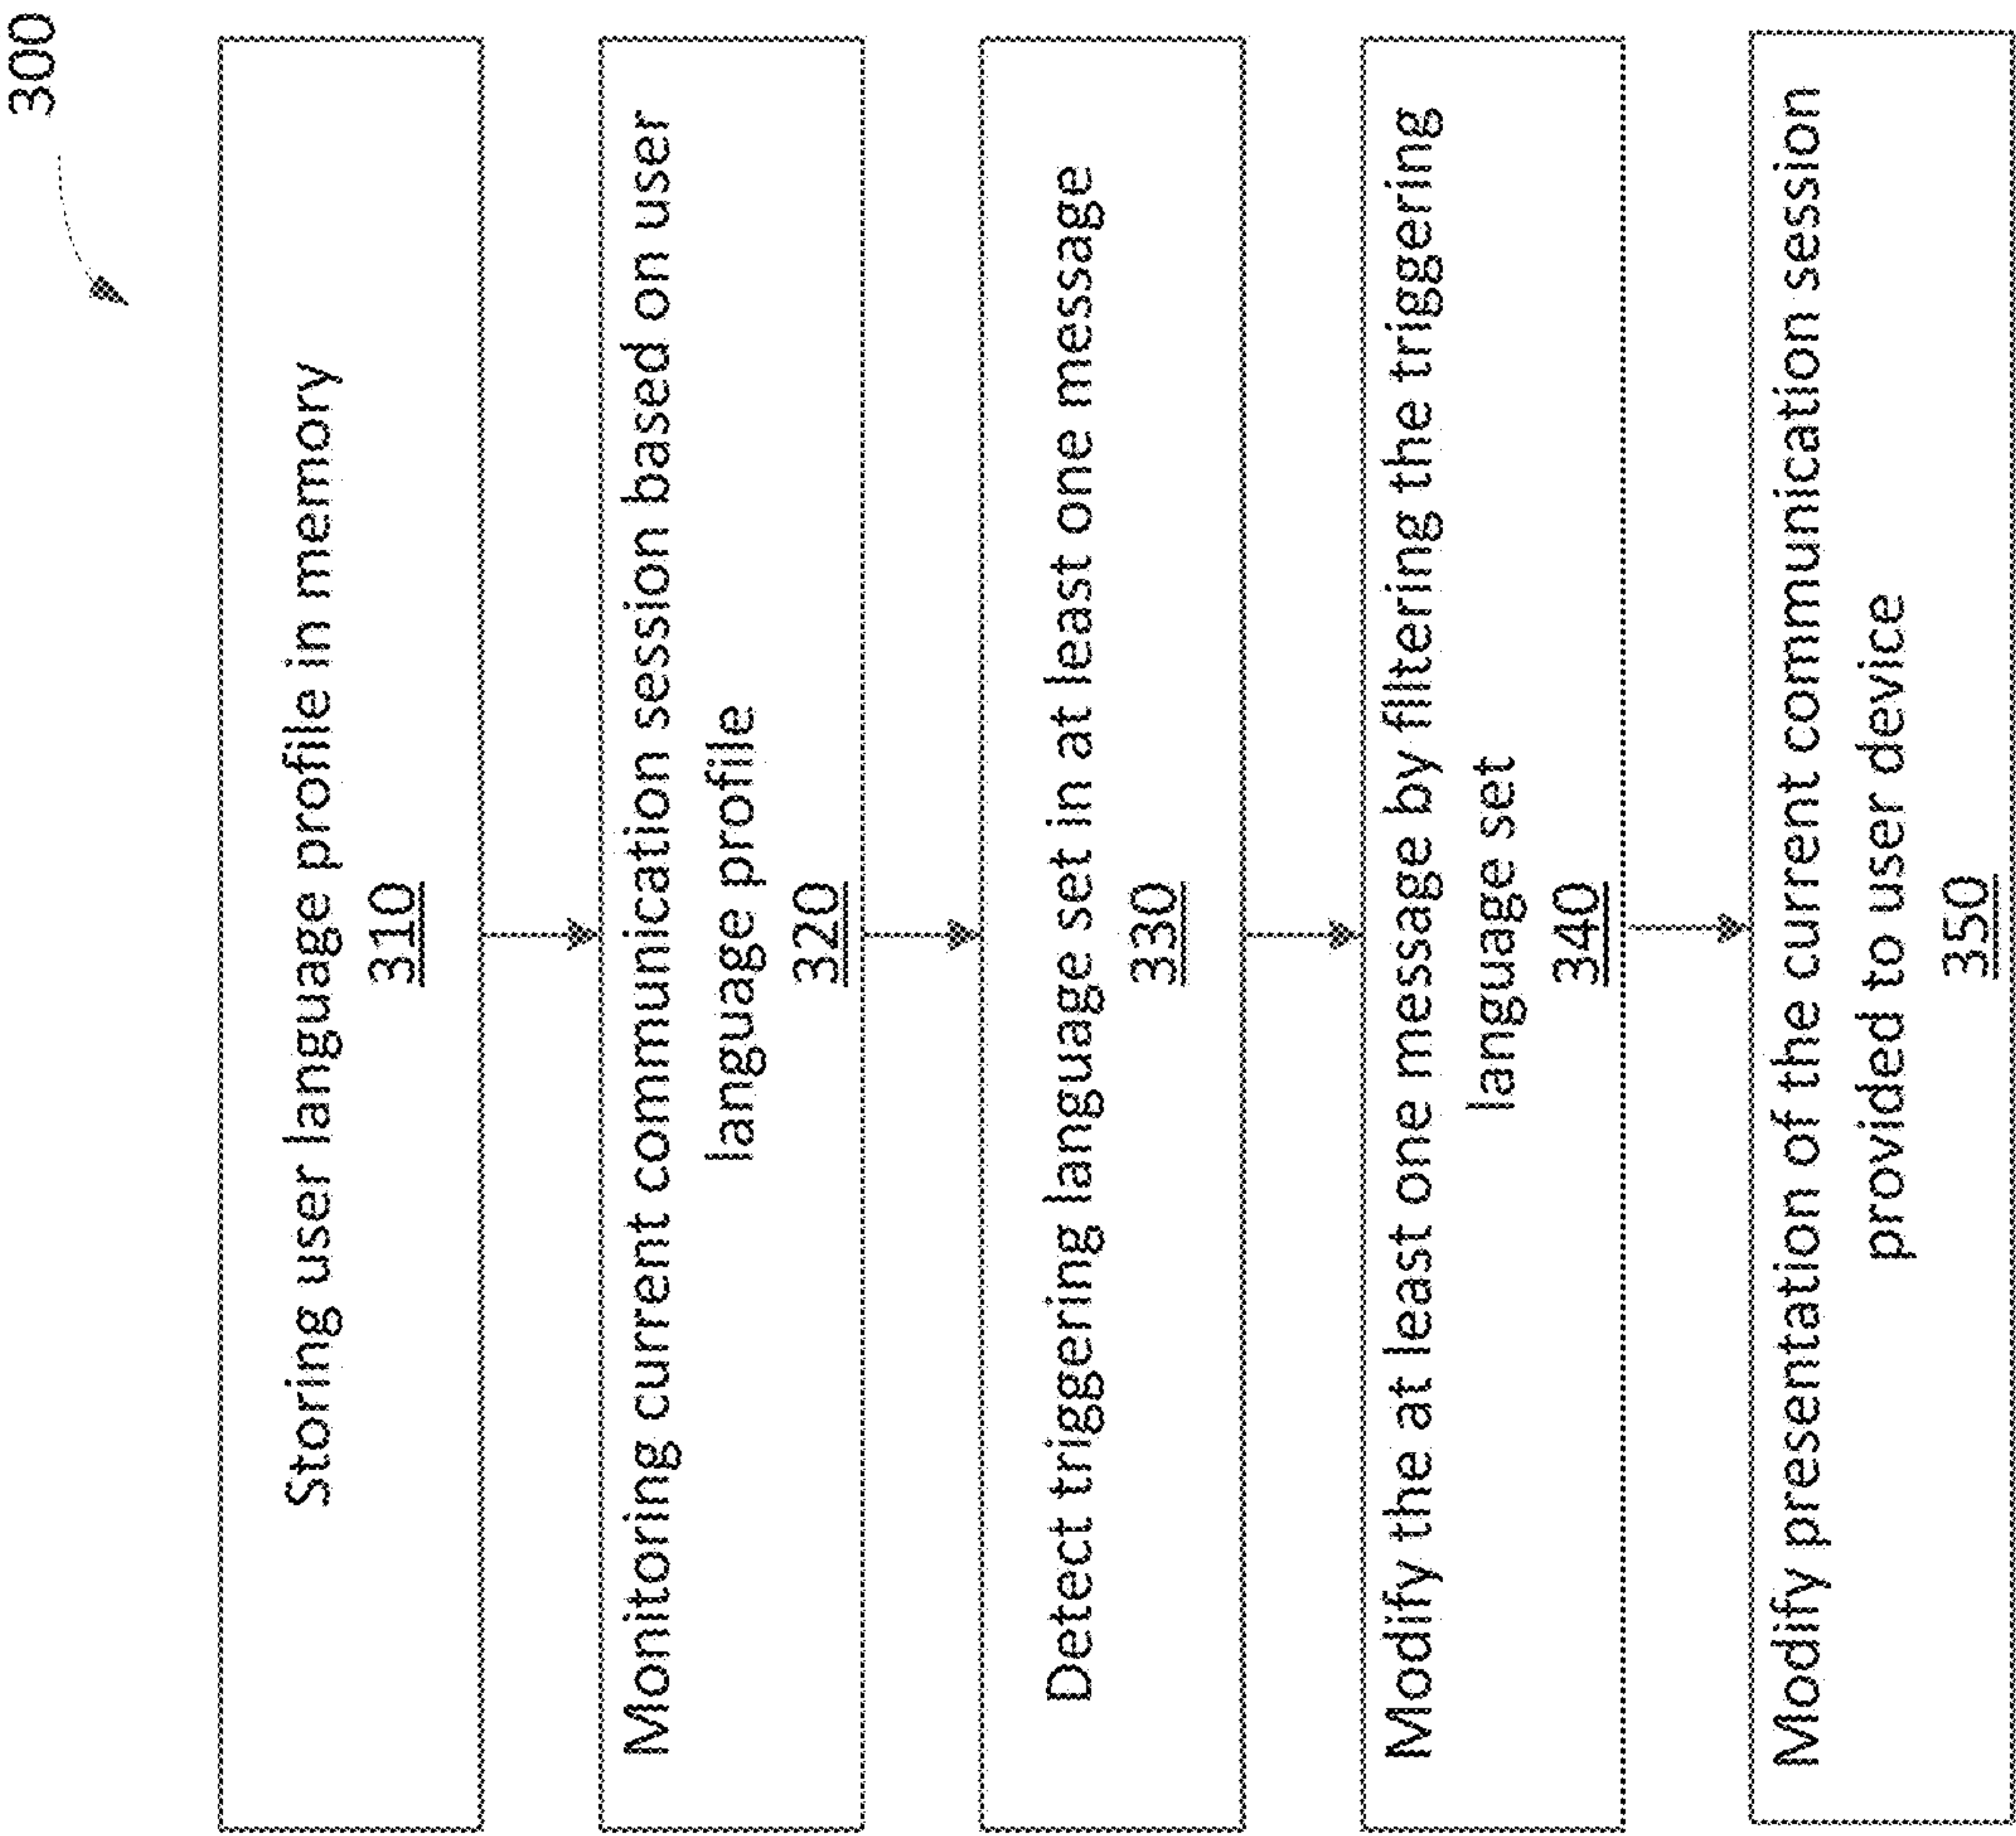 300
Storing user language profile in memory
310
Monitoring current communication session based on user
language profile
320
Detect triggering language set in at least one message
330
Modify the at least one message by filtering the triggering
language set
340
Modify presentation of the current communication session
provided to user device
350